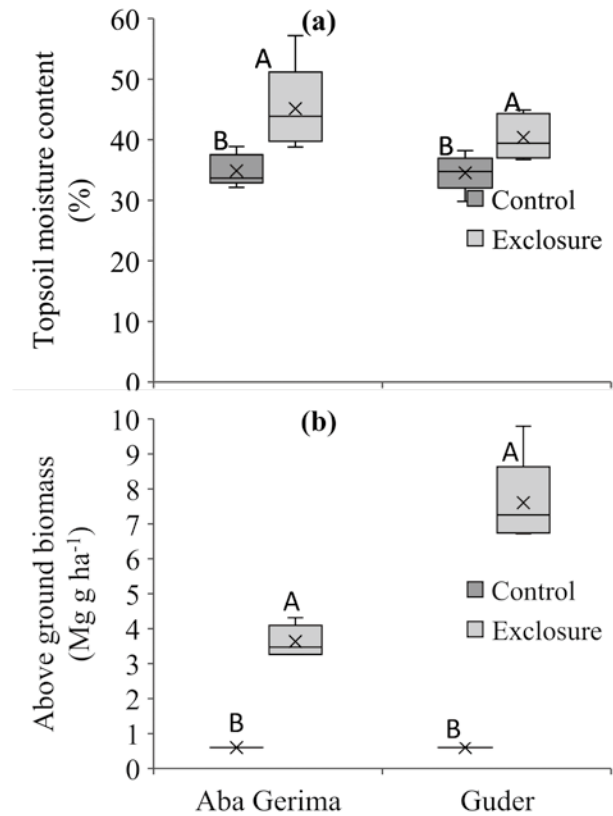 (a)
Topsoil moisture content
(%)
60
50
40
30
20
10
0
B
A
B
A
Control
Exclosure
(b)
Above ground biomass
(Mg g ha⁻¹)
10
9
8
7
6
5
4
3
2
1
0
B
A
B
A
Control
Exclosure
Aba Gerima
Guder